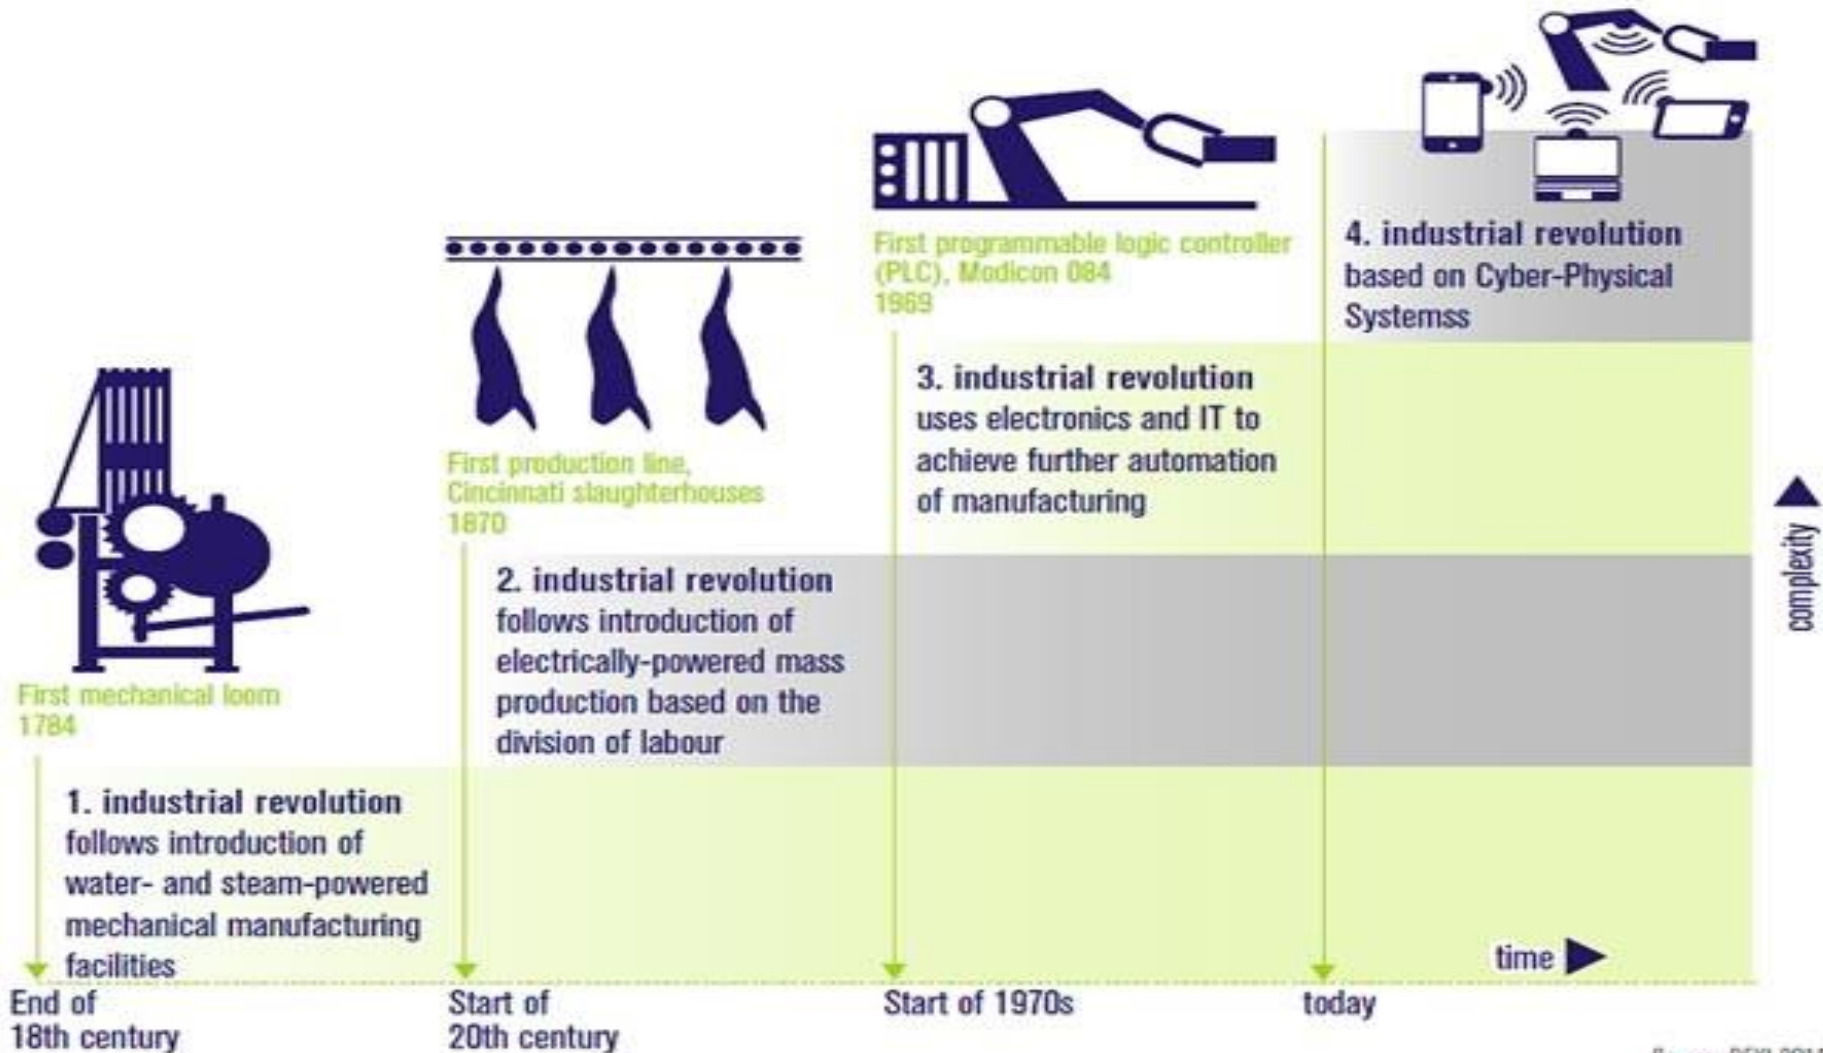 First mechanical loom
1784
1. industrial revolution
follows introduction of
water- and steam-powered
mechanical manufacturing
facilities
End of
18th century
First production line,
Cincinnati slaughterhouses
1870
2. industrial revolution
follows introduction of
electrically-powered mass
production based on the
division of labour
Start of
20th century
First programmable logic controller
(PLC), Modicon 084
1969
3. industrial revolution
uses electronics and IT to
achieve further automation
of manufacturing
Start of 1970s
4. industrial revolution
based on Cyber-Physical
Systemss
today
time
complexity